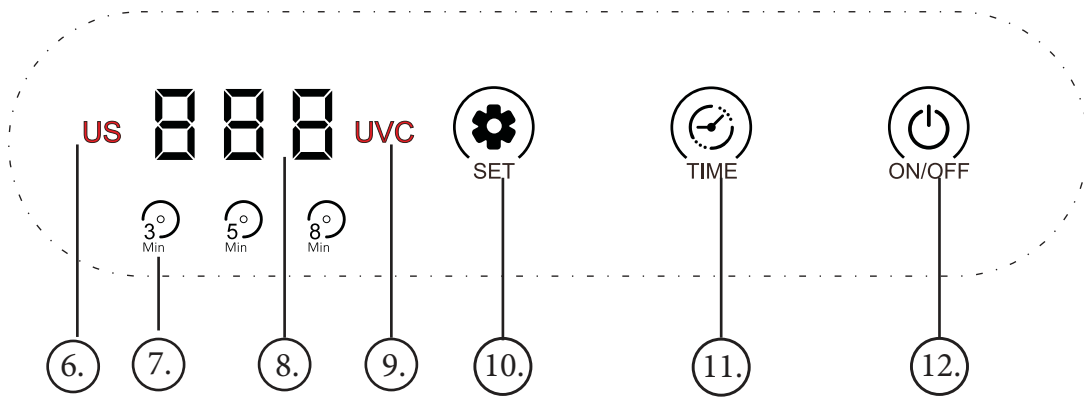 US 888 UVC
SET TIME ON/OFF
3 5 8
Min Min Min
6. 7. 8. 9. 10. 11. 12.